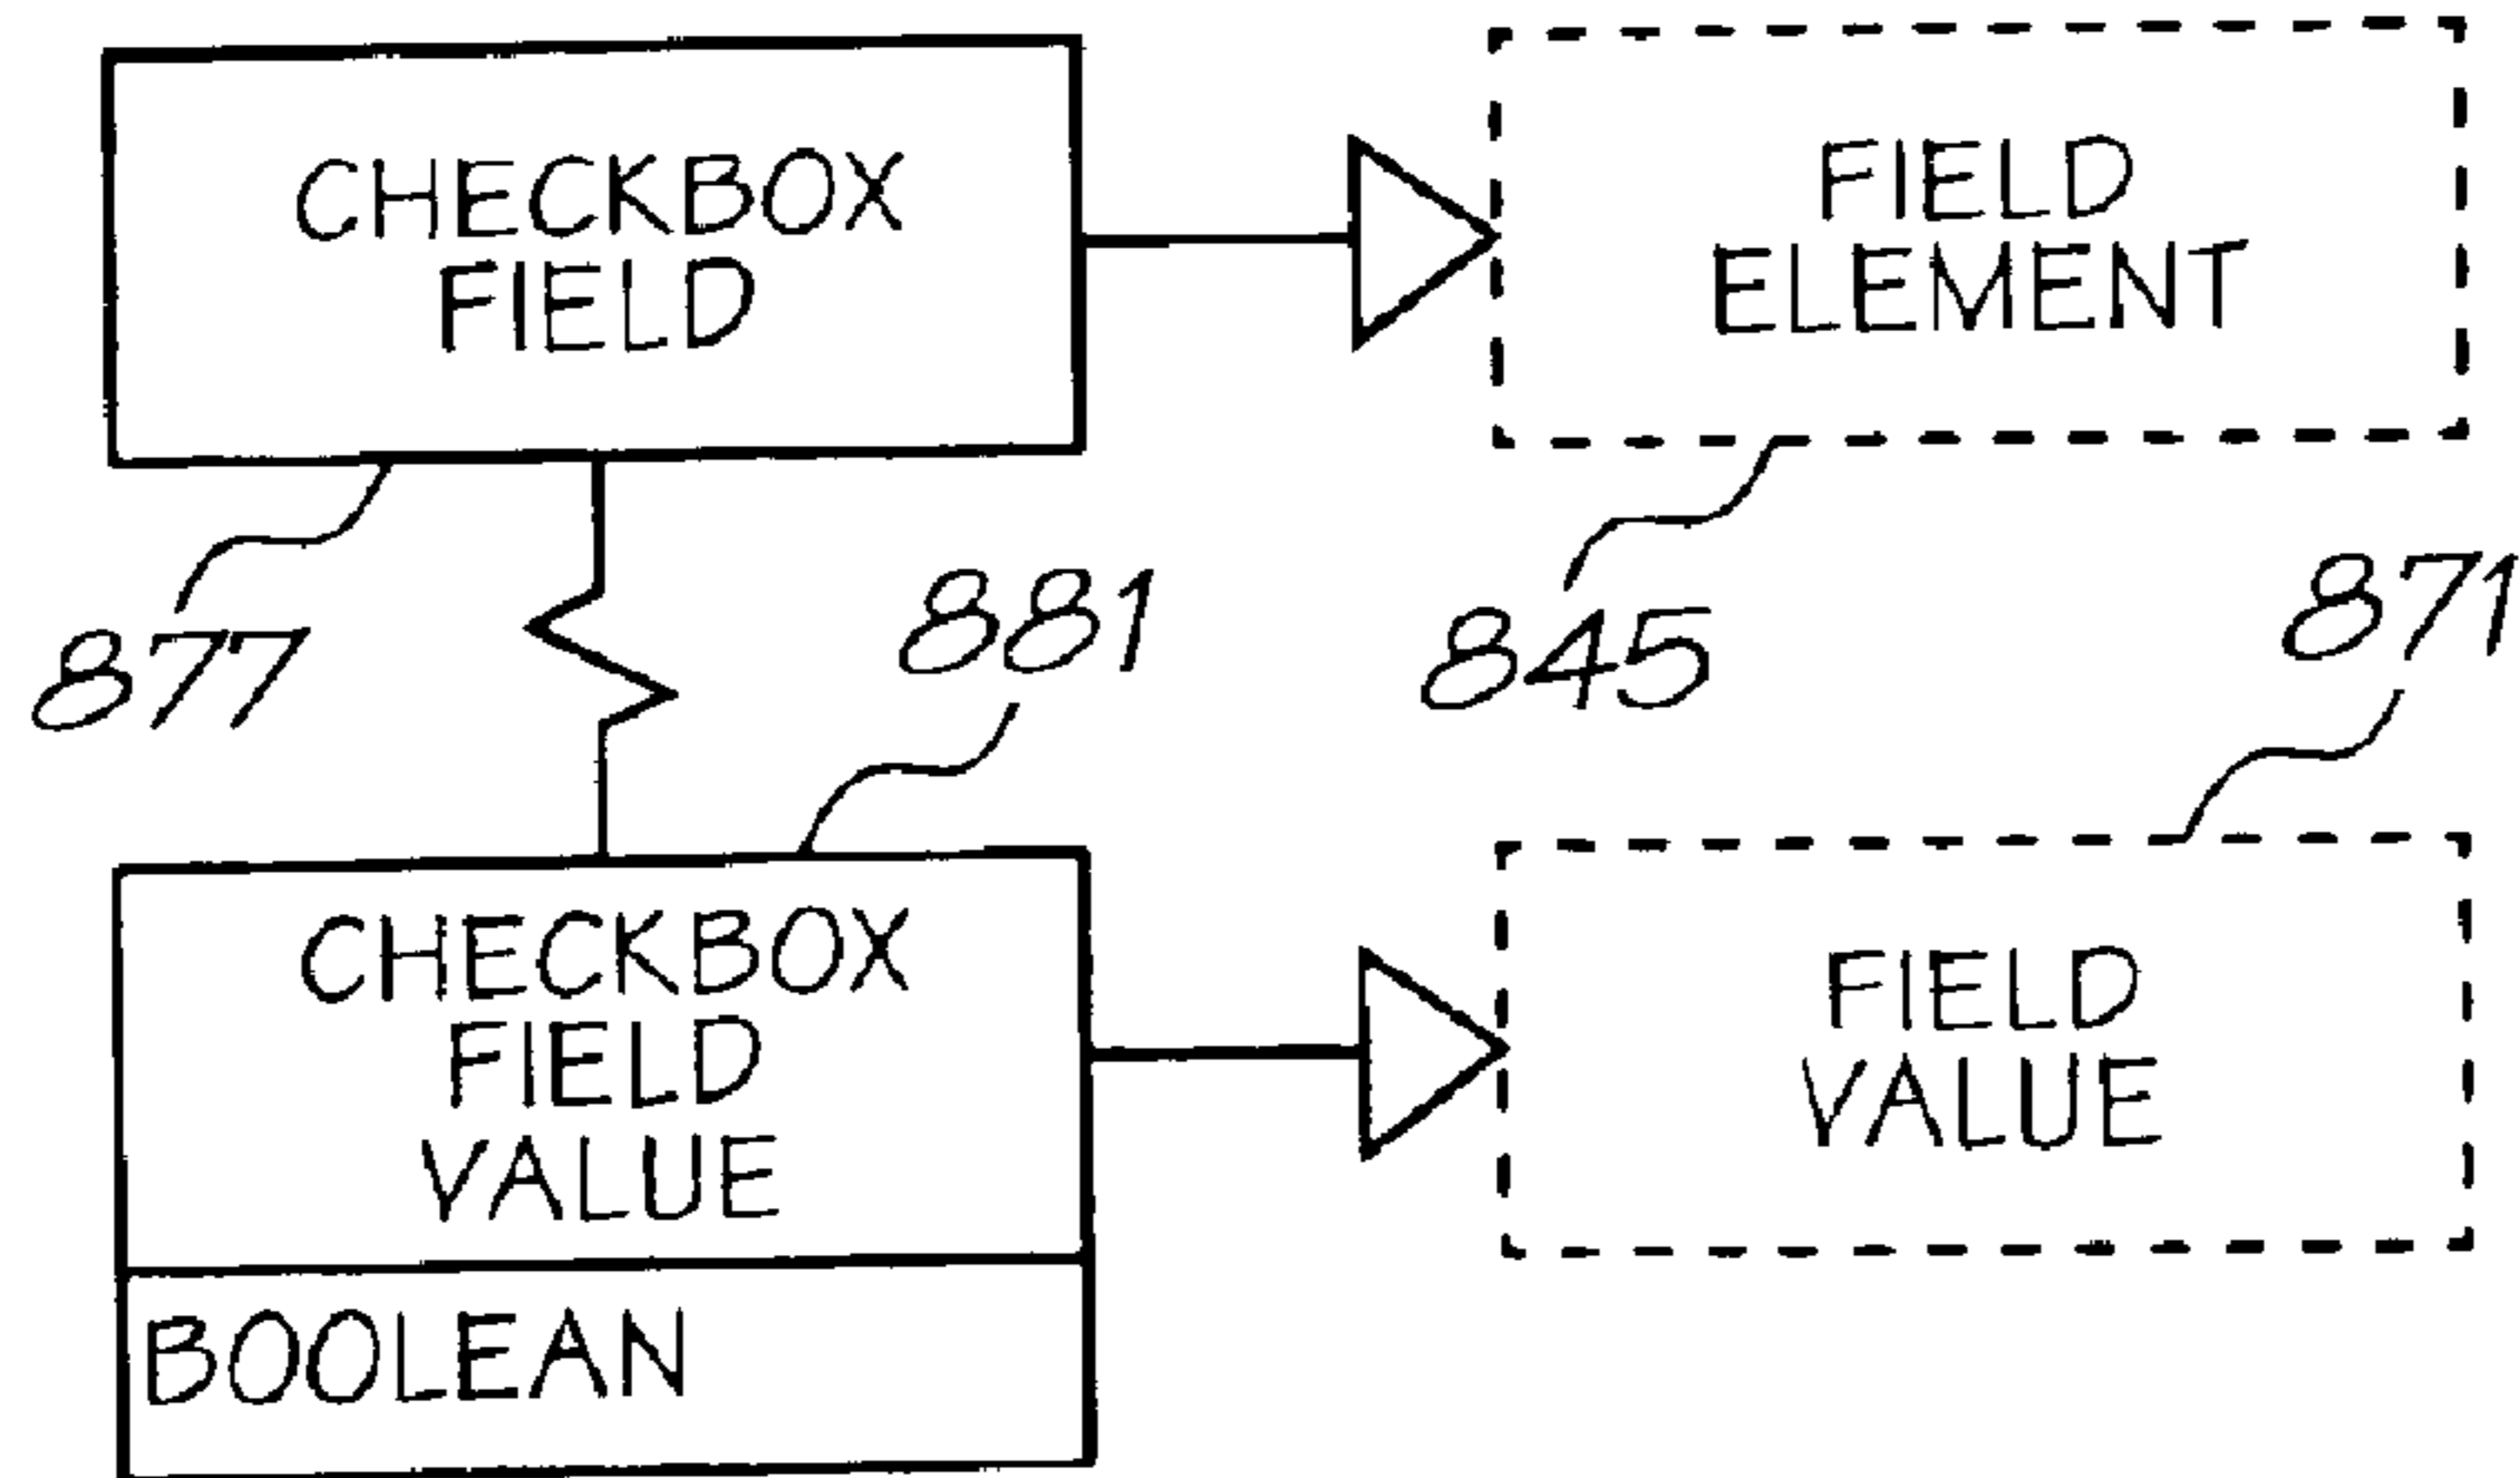 CHECKBOX
FIELD
FIELD
ELEMENT
877
881
845
871
CHECKBOX
FIELD
VALUE
FIELD
VALUE
BOOLEAN